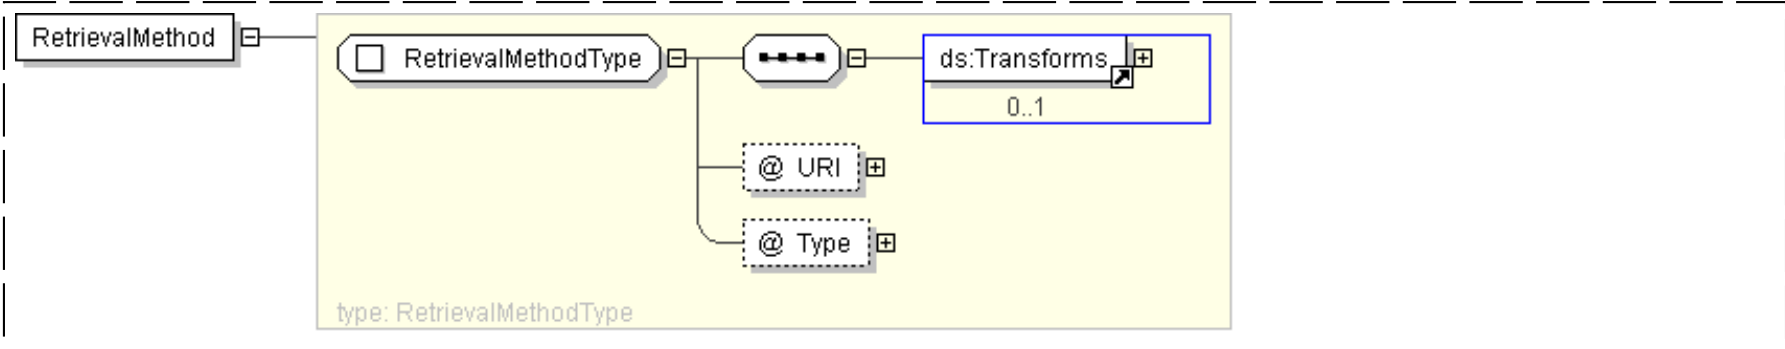 RetrievalMethod
RetrievalMethodType
ds:Transforms
0..1
@ URI
@ Type
type: RetrievalMethodType